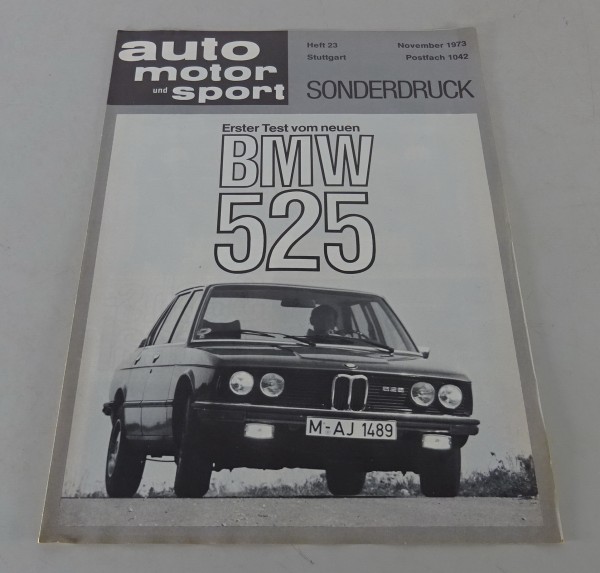 auto
motor
und sport
Heft 23
Stuttgart
November 1973
Postfach 1042
SONDERDRUCK
Erster Test vom neuen
BMW
525
525
M-AJ 1489